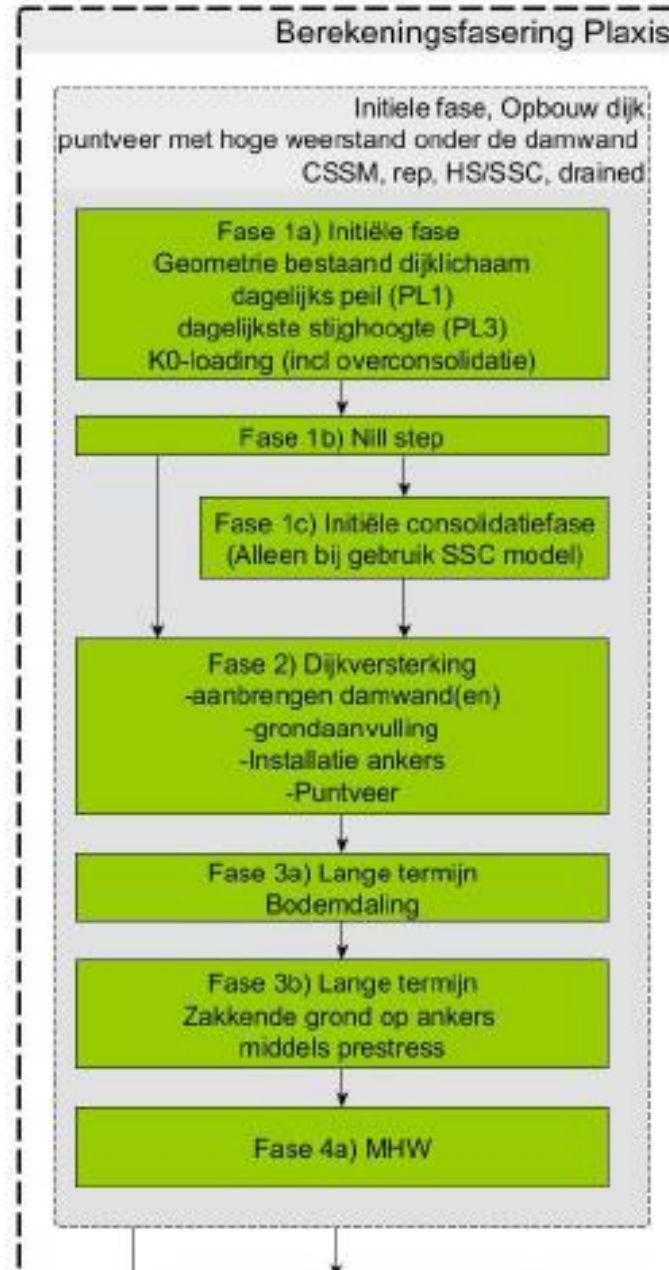 Berekeningsfasering Plaxis
Initiele fase, Opbouw dijk
puntveer met hoge weerstand onder de damwand
CSSM, rep, HS/SSC, drained
Fase 1a) Initiële fase
Geometrie bestaand dijklichaam
dagelijks peil (PL1)
dagelijkste stijghoogte (PL3)
K0-loading (incl overconsolidatie)
Fase 1b) Nill step
Fase 1c) Initiële consolidatiefase
(Alleen bij gebruik SSC model)
Fase 2) Dijkversterking
-aanbrengen damwand(en)
-grondaanvulling
-Installatie ankers
-Puntveer
Fase 3a) Lange termijn
Bodemdaling
Fase 3b) Lange termijn
Zakkende grond op ankers
middels prestress
Fase 4a) MHW